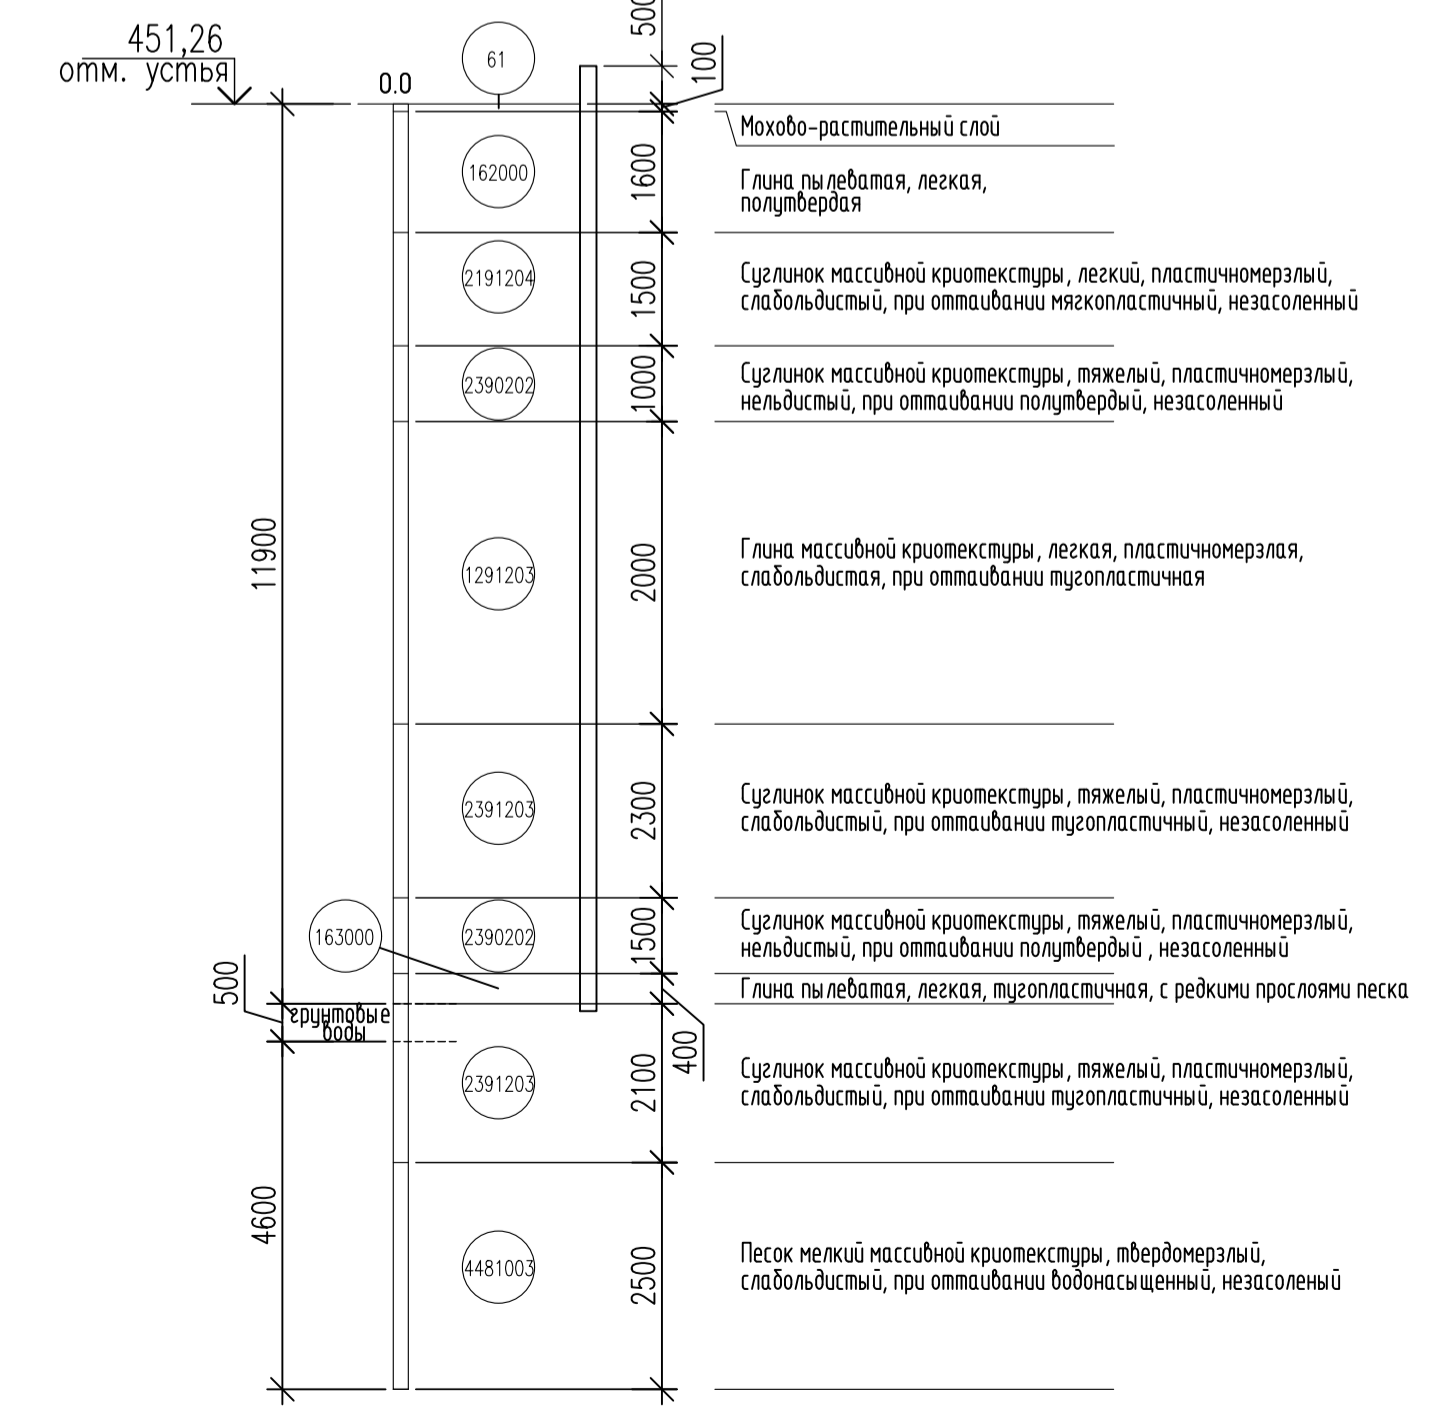 500
451,26
отм. устья
0.0
61
100
Мохово-растительный слой
162000
1600
Глина пылеватая, легкая,
полутвердая
2191204
1500
Суглинок массивной криотекстуры, легкий, пластичномерзлый,
слабольдистый, при оттаивании мягкопластичный, незасоленный
2390202
1000
Суглинок массивной криотекстуры, тяжелый, пластичномерзлый,
нельдистый, при оттаивании полутвердый, незасоленный
11900
1291203
2000
Глина массивной криотекстуры, легкая, пластичномерзлая,
слабольдистая, при оттаивании тугопластичная
2391203
2300
Суглинок массивной криотекстуры, тяжелый, пластичномерзлый,
слабольдистый, при оттаивании тугопластичный, незасоленный
163000
2390202
1500
Суглинок массивной криотекстуры, тяжелый, пластичномерзлый,
нельдистый, при оттаивании полутвердый , незасоленный
500
Глина пылеватая, легкая, тугопластичная, с редкими прослоями песка
грунтовые
воды
400
2391203
2100
Суглинок массивной криотекстуры, тяжелый, пластичномерзлый,
слабольдистый, при оттаивании тугопластичный, незасоленный
4600
4481003
2500
Песок мелкий массивной криотекстуры, твердомерзлый,
слабольдистый, при оттаивании водонасыщенный, незасоленый